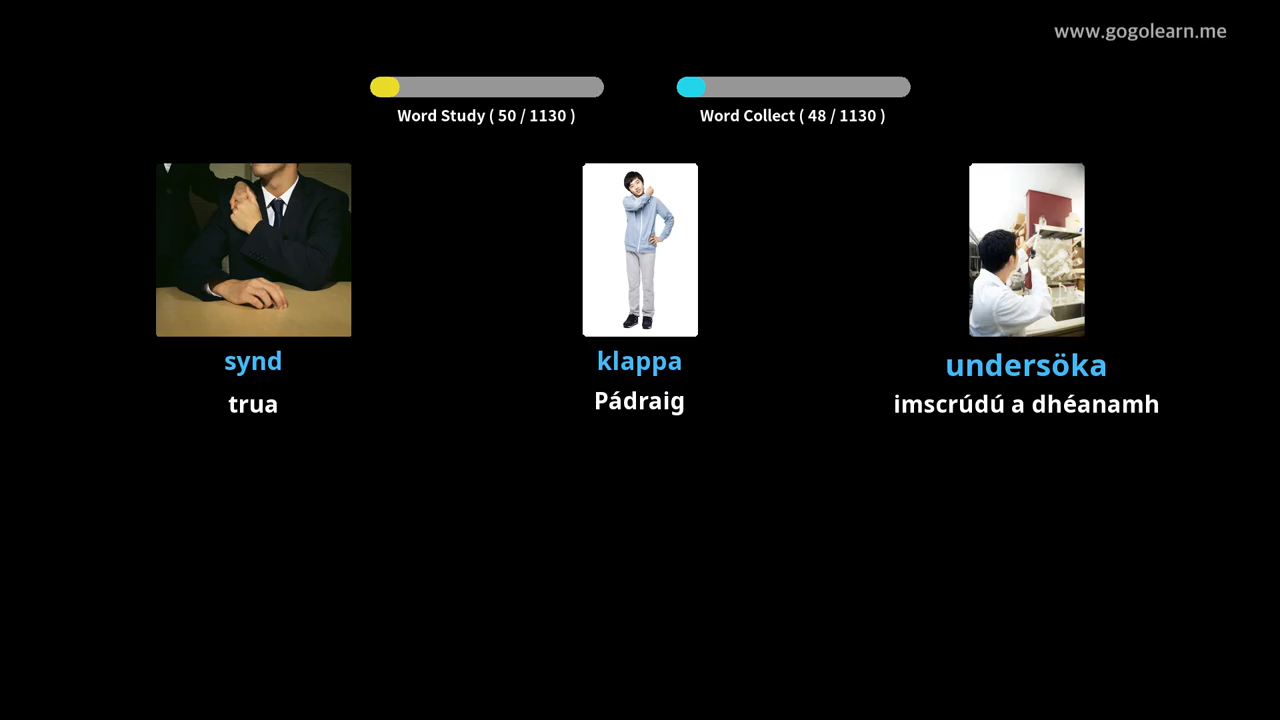 www.gogolearn.me
Word Study ( 50 / 1130 )
Word Collect ( 48 / 1130 )
synd
klappa
undersöka
trua
Pádraig
imscrúdú a dhéanamh